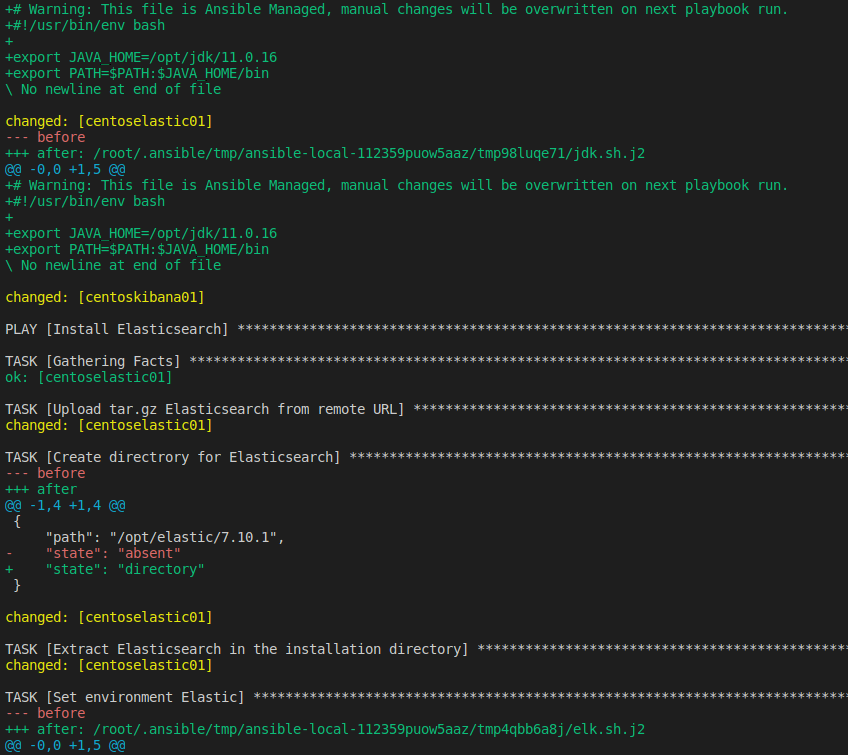 +# Warning: This file is Ansible Managed, manual changes will be overwritten on next playbook run.
+#!/usr/bin/env bash
+
+export JAVA_HOME=/opt/jdk/11.0.16
+export PATH=$PATH:$JAVA_HOME/bin
\ No newline at end of file

changed: [centoselastic01]
--- before
+++ after: /root/.ansible/tmp/ansible-local-112359puow5aaz/tmp98luqe71/jdk.sh.j2
@@ -0,0 +1,5 @@
+# Warning: This file is Ansible Managed, manual changes will be overwritten on next playbook run.
+#!/usr/bin/env bash
+
+export JAVA_HOME=/opt/jdk/11.0.16
+export PATH=$PATH:$JAVA_HOME/bin
\ No newline at end of file

changed: [centoskibana01]

PLAY [Install Elasticsearch] ****************************************************************************

TASK [Gathering Facts] **********************************************************************************
ok: [centoselastic01]

TASK [Upload tar.gz Elasticsearch from remote URL] ******************************************************
changed: [centoselastic01]

TASK [Create directrory for Elasticsearch] **************************************************************
--- before
+++ after
@@ -1,4 +1,4 @@
 {
     "path": "/opt/elastic/7.10.1",
-    "state": "absent"
+    "state": "directory"
 }

changed: [centoselastic01]

TASK [Extract Elasticsearch in the installation directory] **********************************************
changed: [centoselastic01]

TASK [Set environment Elastic] **************************************************************************
--- before
+++ after: /root/.ansible/tmp/ansible-local-112359puow5aaz/tmp4qbb6a8j/elk.sh.j2
@@ -0,0 +1,5 @@